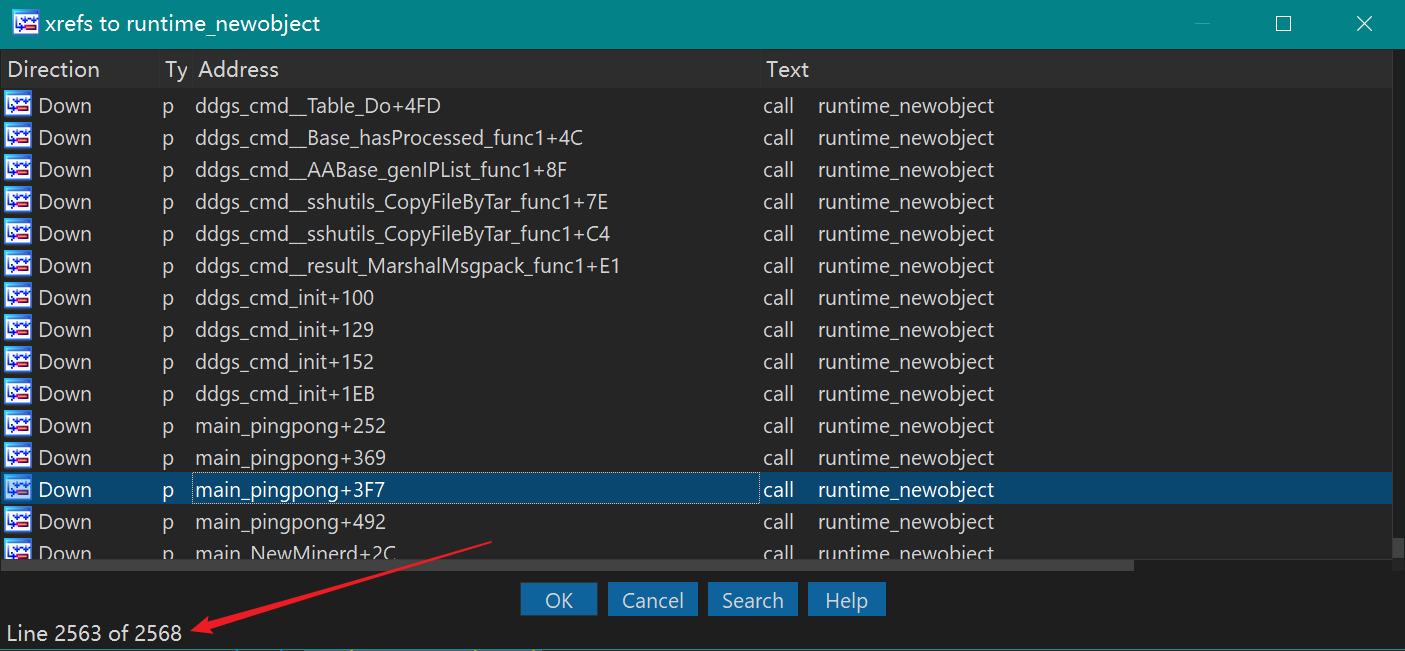 xrefs to runtime_newobject
Direction Ty Address Text
Down p ddgs_cmd__Table_Do+4FD call runtime_newobject
Down p ddgs_cmd__Base_hasProcessed_func1+4C call runtime_newobject
Down p ddgs_cmd__AABase_genIPList_func1+8F call runtime_newobject
Down p ddgs_cmd__sshutils_CopyFileByTar_func1+7E call runtime_newobject
Down p ddgs_cmd__sshutils_CopyFileByTar_func1+C4 call runtime_newobject
Down p ddgs_cmd__result_MarshalMsgpack_func1+E1 call runtime_newobject
Down p ddgs_cmd_init+100 call runtime_newobject
Down p ddgs_cmd_init+129 call runtime_newobject
Down p ddgs_cmd_init+152 call runtime_newobject
Down p ddgs_cmd_init+1EB call runtime_newobject
Down p main_pingpong+252 call runtime_newobject
Down p main_pingpong+369 call runtime_newobject
Down p main_pingpong+3F7 call runtime_newobject
Down p main_pingpong+492 call runtime_newobject
Down p main_NewMinerd+2C call runtime_newobject
OK Cancel Search Help
Line 2563 of 2568